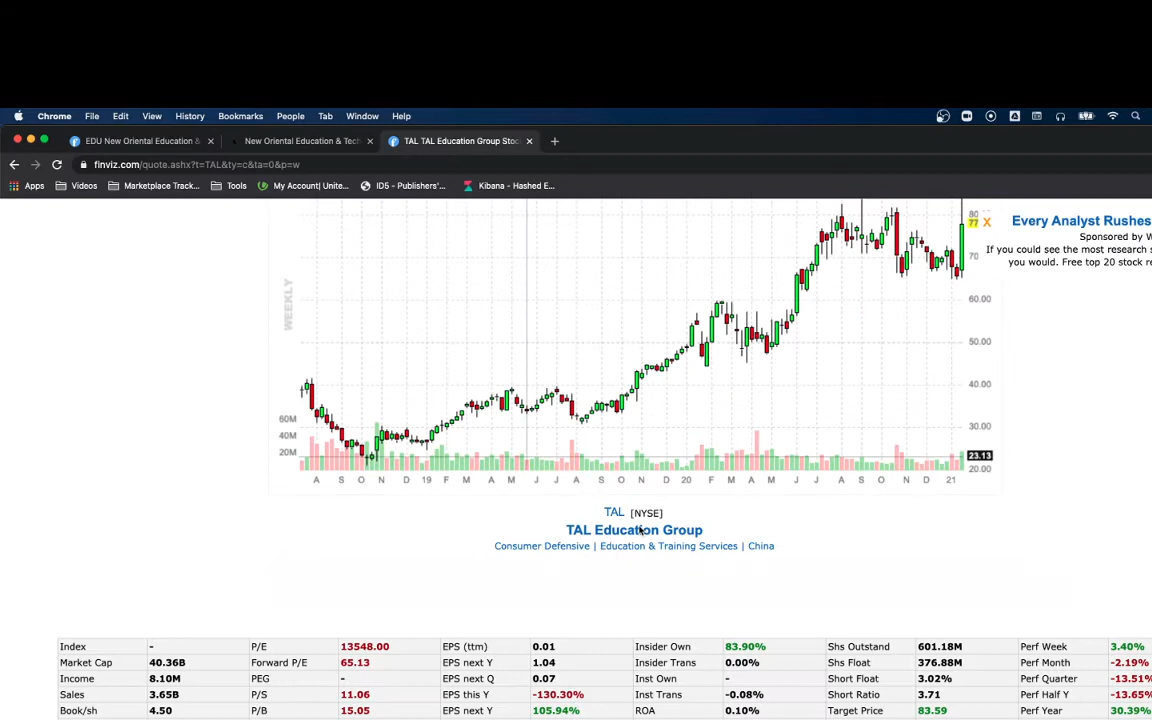 Chrome File Edit View History Bookmarks People Tab Window Help
EDU New Oriental Education & New Oriental Education & Tech TAL TAL Education Group Stoc
finviz.com/quote.ashx?t=TAL&ty=c&ta=0&p=w
Apps Videos Marketplace Track... Tools My Account| Unite... ID5 - Publishers'... Kibana - Hashed E...
80
77 X
Every Analyst Rushes
Sponsored by W
If you could see the most research s
you would. Free top 20 stock re
70
60.00
50.00
40.00
30.00
20.00
WEEKLY
60M
40M
20M
23.13
A S O N D 19 F M A M J J A S O N D 20 F M A M J J A S O N D 21
TAL [NYSE]
TAL Education Group
Consumer Defensive | Education & Training Services | China
Index - P/E 13548.00 EPS (ttm) 0.01 Insider Own 83.90% Shs Outstand 601.18M Perf Week 3.40%
Market Cap 40.36B Forward P/E 65.13 EPS next Y 1.04 Insider Trans 0.00% Shs Float 376.88M Perf Month -2.19%
Income 8.10M PEG - EPS next Q 0.07 Inst Own - Short Float 3.02% Perf Quarter -13.51%
Sales 3.65B P/S 11.06 EPS this Y -130.30% Inst Trans -0.08% Short Ratio 3.71 Perf Half Y -13.65%
Book/sh 4.50 P/B 15.05 EPS next Y 105.94% ROA 0.10% Target Price 83.59 Perf Year 30.39%